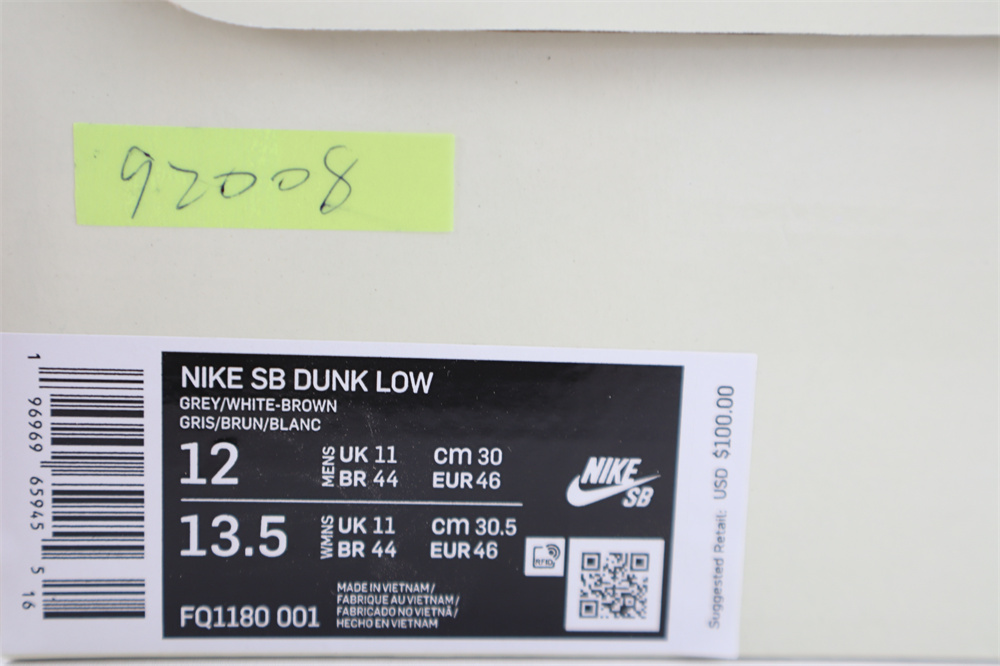 92008
NIKE SB DUNK LOW
GREY/WHITE-BROWN
GRIS/BRUN/BLANC
12
MENS
UK 11
cm 30
BR 44
EUR 46
13.5
WMNS
UK 11
cm 30.5
BR 44
EUR 46
FQ1180 001
MADE IN VIETNAM/
FABRIQUE AU VIETNAM/
FABRICADO NO VIETNÃ/
HECHO EN VIETNAM
NIKE
SB
RFID
Suggested Retail: USD $100.00
1 96969 65945 5 16